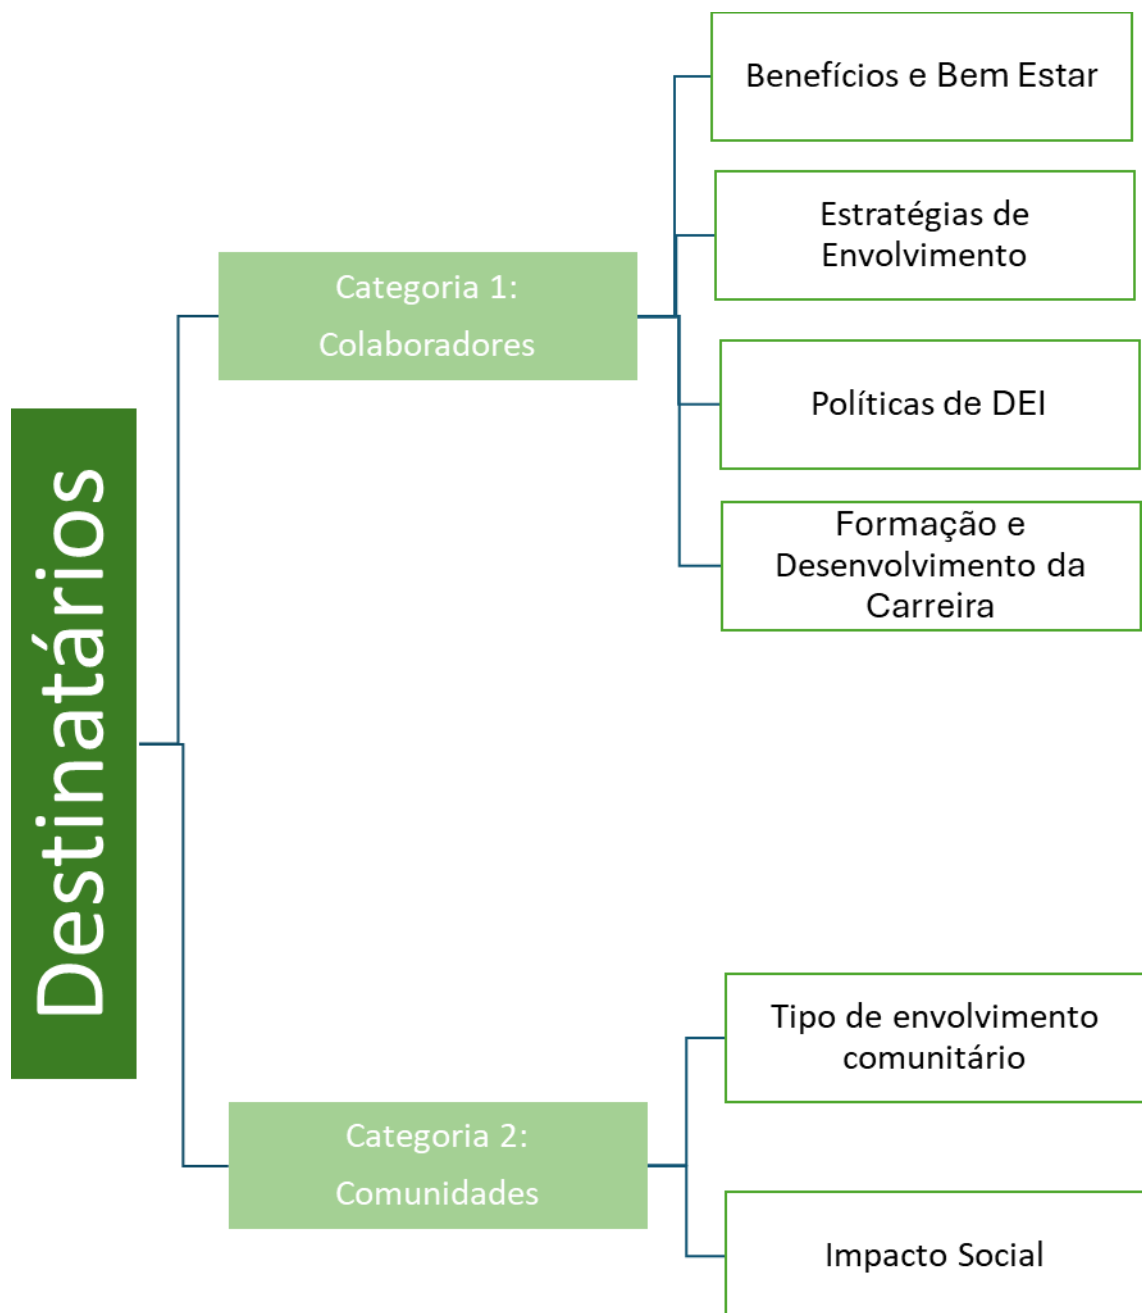 Destinatários
Categoria 1:
Colaboradores
Benefícios e Bem Estar
Estratégias de
Envolvimento
Políticas de DEI
Formação e
Desenvolvimento da
Carreira
Categoria 2:
Comunidades
Tipo de envolvimento
comunitário
Impacto Social